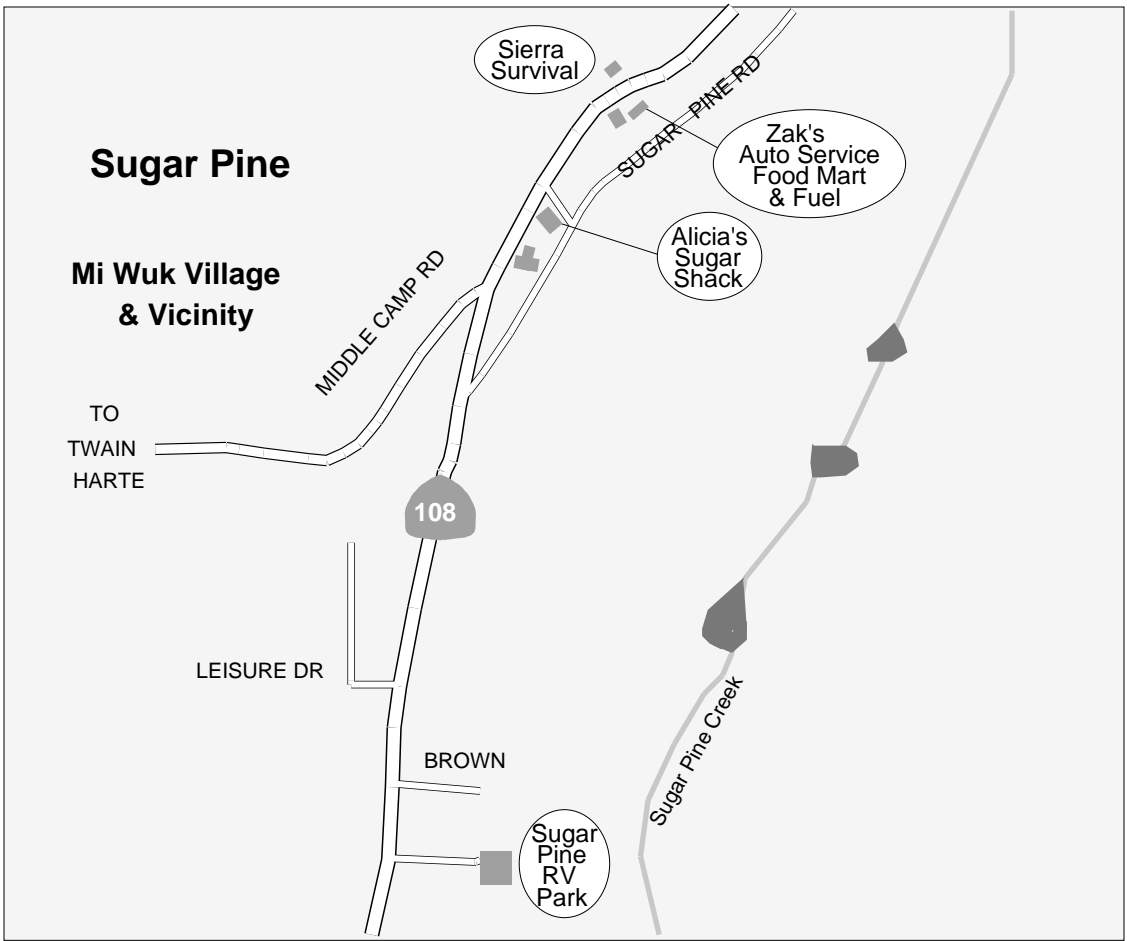 Sierra
Survival
SUGAR PINE RD
Zak's
Auto Service
Food Mart
& Fuel
Sugar Pine
Alicia's
Sugar
Shack
Mi Wuk Village
& Vicinity
MIDDLE CAMP RD
TO
TWAIN
HARTE
108
LEISURE DR
Sugar Pine Creek
BROWN
Sugar
Pine
RV
Park